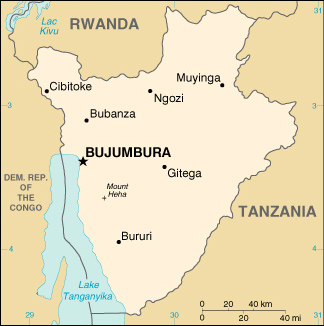 Lac
Kivu
RWANDA
Muyinga
Cibitoke
Ngozi
3
3
Bubanza
BUJUMBURA
Gitega
DEM. REP.
OF THE
CONGO
Mount
Heha
TANZANIA
Bururi
4
4
Lake
Tanganyika
0 20 40 km
0 20 40 mi
29
30
31